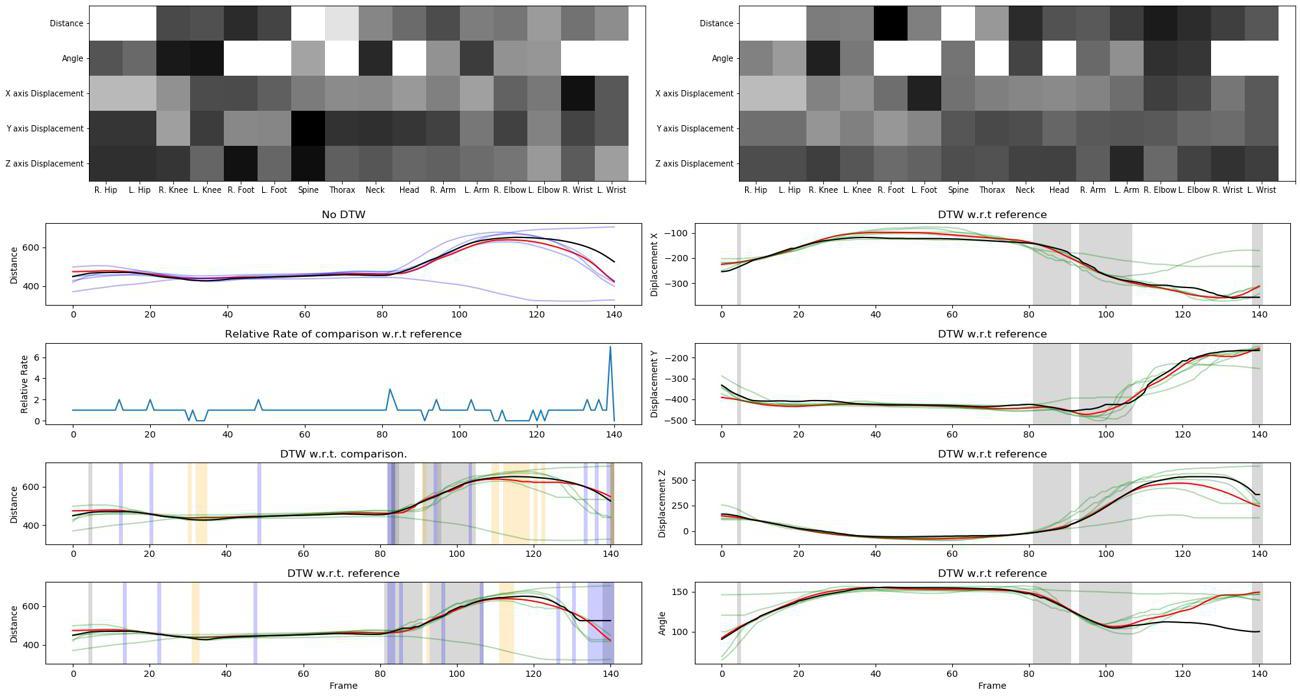 Distance
Angle
X axis Displacement
Y axis Displacement
Z axis Displacement
R. Hip L. Hip R. Knee L. Knee R. Foot L. Foot Spine Thorax Neck Head R. Arm L. Arm R. Elbow L. Elbow R. Wrist L. Wrist
Distance
Angle
X axis Displacement
Y axis Displacement
Z axis Displacement
R. Hip L. Hip R. Knee L. Knee R. Foot L. Foot Spine Thorax Neck Head R. Arm L. Arm R. Elbow L. Elbow R. Wrist L. Wrist
No DTW
Distance
600
400
0 20 40 60 80 100 120 140
DTW w.r.t reference
Diplacement X
−100
−200
−300
0 20 40 60 80 100 120 140
Relative Rate of comparison w.r.t reference
Relative Rate
6
4
2
0
0 20 40 60 80 100 120 140
DTW w.r.t reference
Displacement Y
−200
−300
−400
−500
0 20 40 60 80 100 120 140
DTW w.r.t. comparison.
Distance
600
400
0 20 40 60 80 100 120 140
DTW w.r.t reference
Displacement Z
500
250
0
0 20 40 60 80 100 120 140
DTW w.r.t. reference
Distance
600
400
0 20 40 60 80 100 120 140
Frame
DTW w.r.t reference
Angle
150
100
0 20 40 60 80 100 120 140
Frame